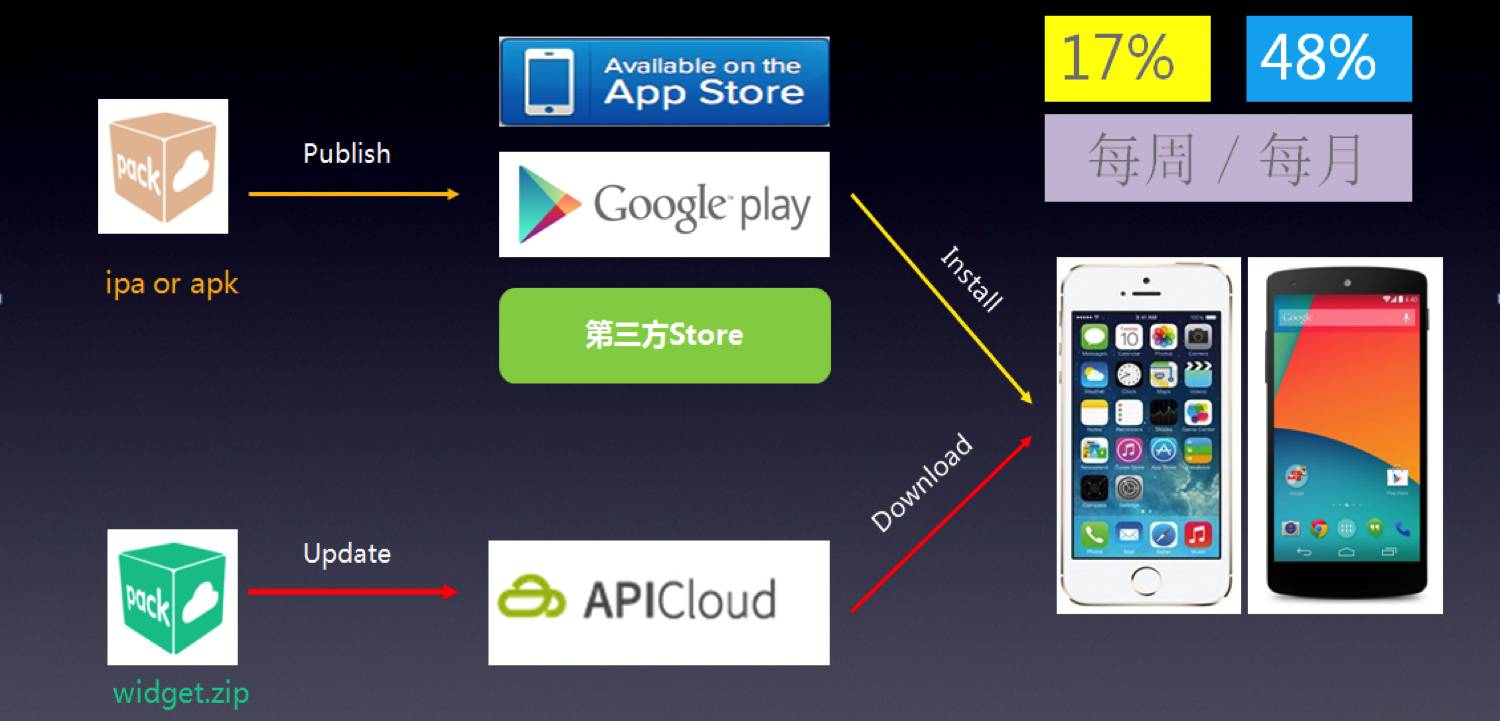 17%
48%
每周 / 每月
Available on the
App Store
pack
Publish
Google play
ipa or apk
Install
第三方Store
Download
pack
Update
APICloud
widget.zip